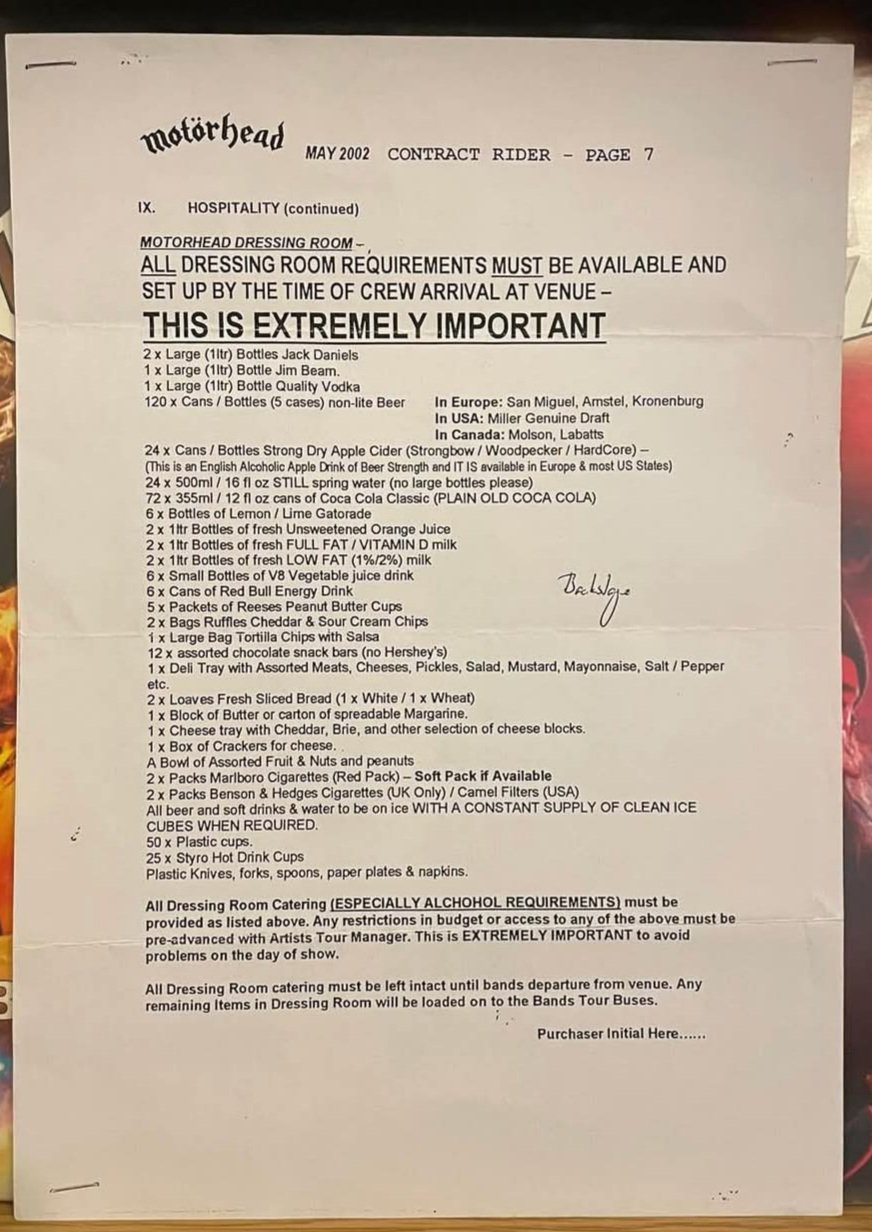 motörhead MAY 2002 CONTRACT RIDER – PAGE 7
IX. HOSPITALITY (continued)
MOTORHEAD DRESSING ROOM –
ALL DRESSING ROOM REQUIREMENTS MUST BE AVAILABLE AND
SET UP BY THE TIME OF CREW ARRIVAL AT VENUE –
THIS IS EXTREMELY IMPORTANT
2 x Large (1ltr) Bottles Jack Daniels
1 x Large (1ltr) Bottle Jim Beam.
1 x Large (1ltr) Bottle Quality Vodka
120 x Cans / Bottles (5 cases) non-lite Beer In Europe: San Miguel, Amstel, Kronenburg
In USA: Miller Genuine Draft
In Canada: Molson, Labatts
24 x Cans / Bottles Strong Dry Apple Cider (Strongbow / Woodpecker / HardCore) –
(This is an English Alcoholic Apple Drink of Beer Strength and IT IS available in Europe & most US States)
24 x 500ml / 16 fl oz STILL spring water (no large bottles please)
72 x 355ml / 12 fl oz cans of Coca Cola Classic (PLAIN OLD COCA COLA)
6 x Bottles of Lemon / Lime Gatorade
2 x 1ltr Bottles of fresh Unsweetened Orange Juice
2 x 1ltr Bottles of fresh FULL FAT / VITAMIN D milk
2 x 1ltr Bottles of fresh LOW FAT (1%/2%) milk
6 x Small Bottles of V8 Vegetable juice drink
6 x Cans of Red Bull Energy Drink
Backstage
5 x Packets of Reeses Peanut Butter Cups
2 x Bags Ruffles Cheddar & Sour Cream Chips
1 x Large Bag Tortilla Chips with Salsa
12 x assorted chocolate snack bars (no Hershey's)
1 x Deli Tray with Assorted Meats, Cheeses, Pickles, Salad, Mustard, Mayonnaise, Salt / Pepper
etc.
2 x Loaves Fresh Sliced Bread (1 x White / 1 x Wheat)
1 x Block of Butter or carton of spreadable Margarine.
1 x Cheese tray with Cheddar, Brie, and other selection of cheese blocks.
1 x Box of Crackers for cheese.
A Bowl of Assorted Fruit & Nuts and peanuts
2 x Packs Marlboro Cigarettes (Red Pack) – Soft Pack if Available
2 x Packs Benson & Hedges Cigarettes (UK Only) / Camel Filters (USA)
All beer and soft drinks & water to be on ice WITH A CONSTANT SUPPLY OF CLEAN ICE
CUBES WHEN REQUIRED.
50 x Plastic cups.
25 x Styro Hot Drink Cups
Plastic Knives, forks, spoons, paper plates & napkins.
All Dressing Room Catering (ESPECIALLY ALCHOHOL REQUIREMENTS) must be
provided as listed above. Any restrictions in budget or access to any of the above must be
pre-advanced with Artists Tour Manager. This is EXTREMELY IMPORTANT to avoid
problems on the day of show.
All Dressing Room catering must be left intact until bands departure from venue. Any
remaining Items in Dressing Room will be loaded on to the Bands Tour Buses.
Purchaser Initial Here......